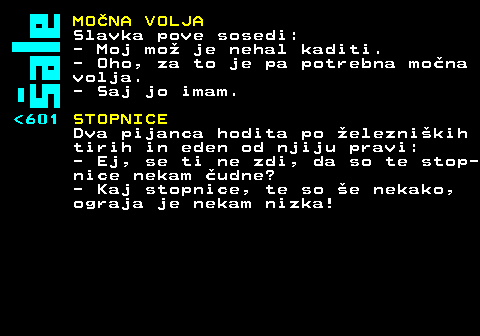 šale
MOČNA VOLJA
Slavka pove sosedi:
- Moj mož je nehal kaditi.
- Oho, za to je pa potrebna močna
volja.
- Saj jo imam.
<601 STOPNICE
Dva pijanca hodita po železniških
tirih in eden od njiju pravi:
- Ej, se ti ne zdi, da so te stop-
nice nekam čudne?
- Kaj stopnice, te so še nekako,
ograja je nekam nizka!